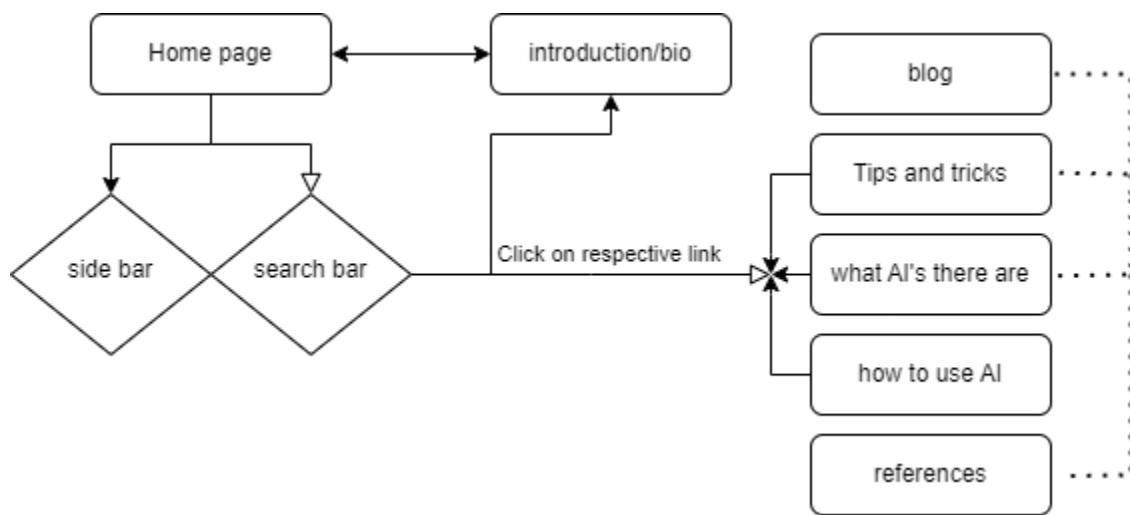 Home page
introduction/bio
blog
Tips and tricks
side bar
search bar
Click on respective link
what AI's there are
how to use AI
references